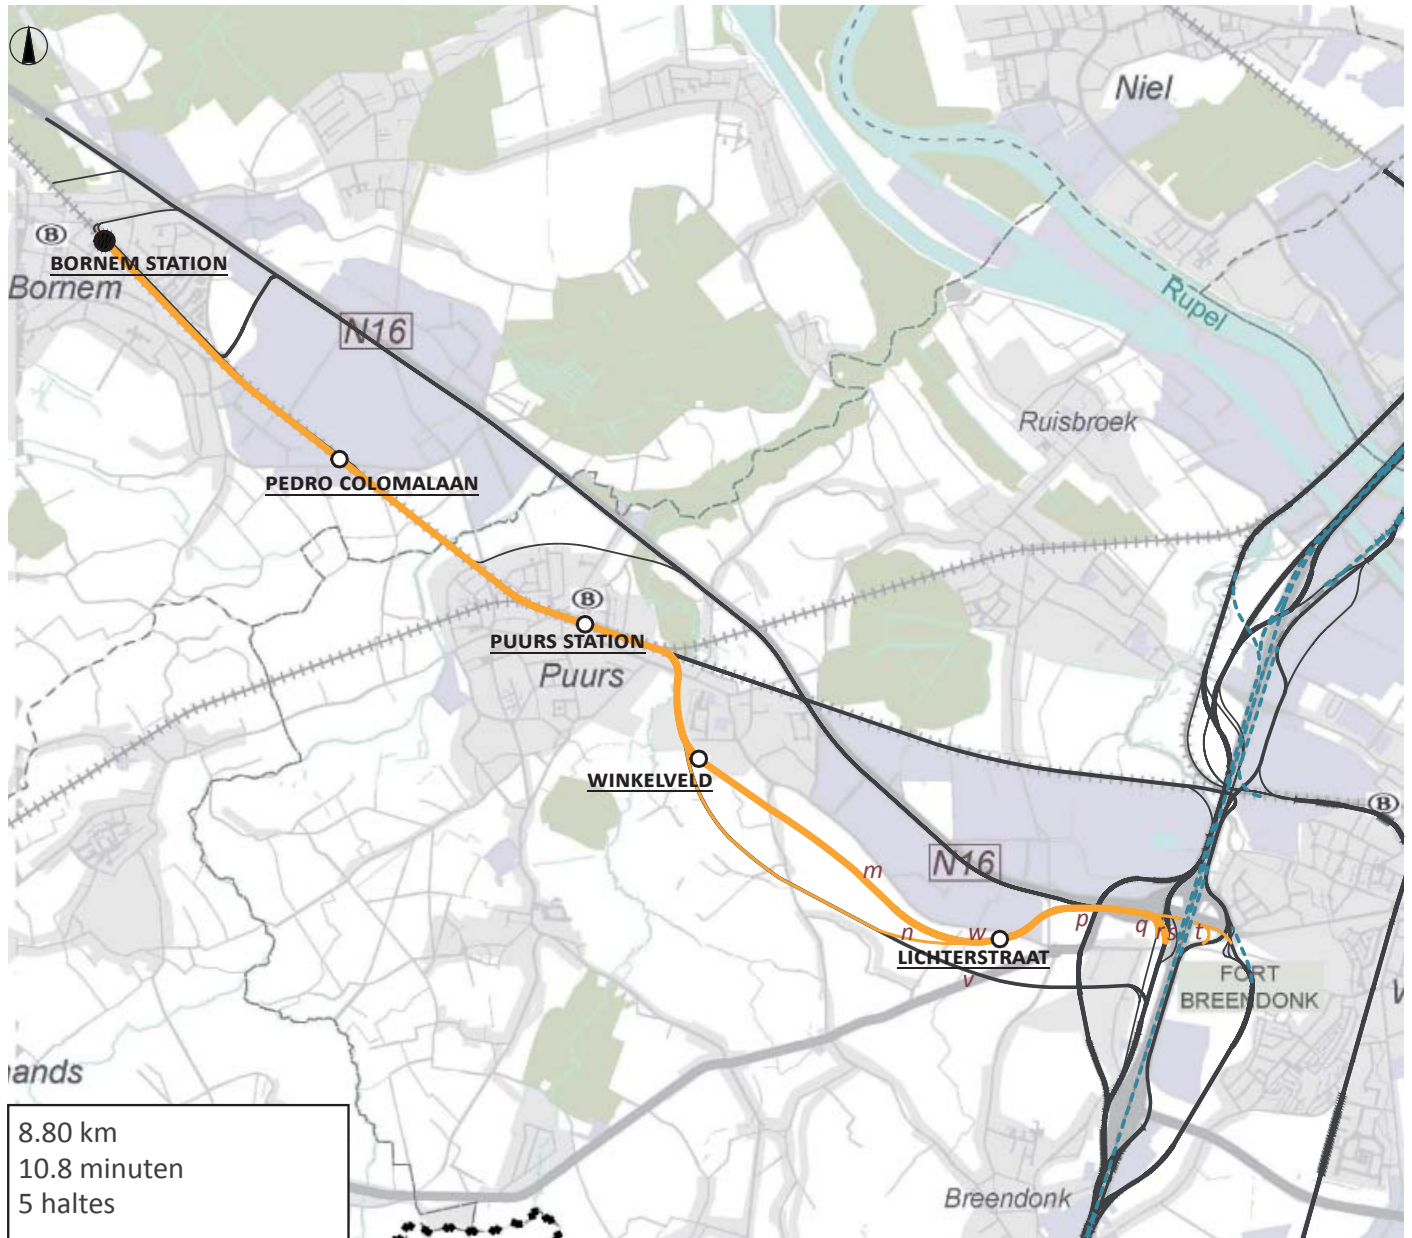 Niel
B
BORNEM STATION
Bornem
Rupel
N16
Ruisbroek
PEDRO COLOMALAAN
B
PUURS STATION
Puurs
WINKELVELD
B
N16
m
p
q
r
s
t
n
w
LICHTERSTRAAT
v
FORT
BREENDONK
ands
8.80 km
10.8 minuten
5 haltes
Breendonk